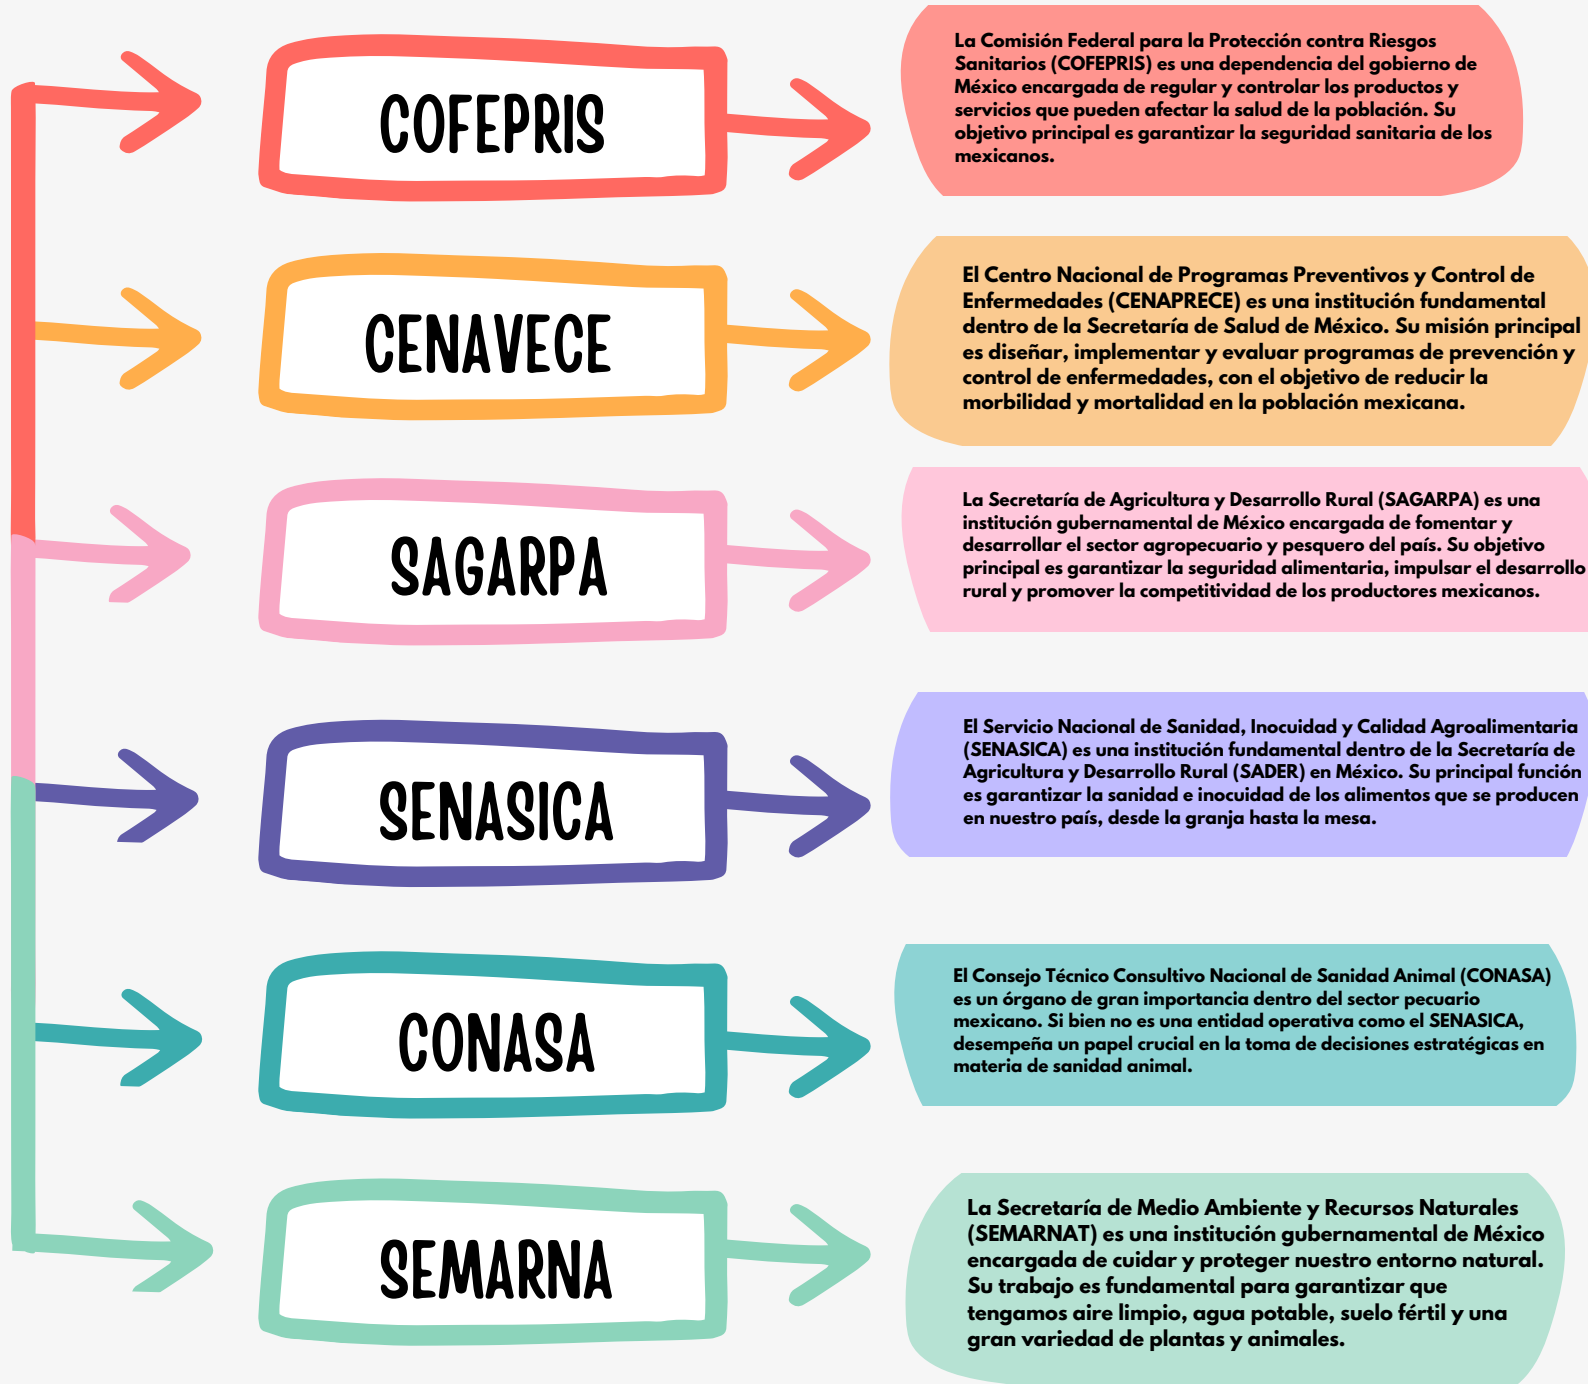 COFEPRIS
La Comisión Federal para la Protección contra Riesgos
Sanitarios (COFEPRIS) es una dependencia del gobierno de
México encargada de regular y controlar los productos y
servicios que pueden afectar la salud de la población. Su
objetivo principal es garantizar la seguridad sanitaria de los
mexicanos.
CENAVECE
El Centro Nacional de Programas Preventivos y Control de
Enfermedades (CENAPRECE) es una institución fundamental
dentro de la Secretaría de Salud de México. Su misión principal
es diseñar, implementar y evaluar programas de prevención y
control de enfermedades, con el objetivo de reducir la
morbilidad y mortalidad en la población mexicana.
SAGARPA
La Secretaría de Agricultura y Desarrollo Rural (SAGARPA) es una
institución gubernamental de México encargada de fomentar y
desarrollar el sector agropecuario y pesquero del país. Su objetivo
principal es garantizar la seguridad alimentaria, impulsar el desarrollo
rural y promover la competitividad de los productores mexicanos.
SENASICA
El Servicio Nacional de Sanidad, Inocuidad y Calidad Agroalimentaria
(SENASICA) es una institución fundamental dentro de la Secretaría de
Agricultura y Desarrollo Rural (SADER) en México. Su principal función
es garantizar la sanidad e inocuidad de los alimentos que se producen
en nuestro país, desde la granja hasta la mesa.
CONASA
El Consejo Técnico Consultivo Nacional de Sanidad Animal (CONASA)
es un órgano de gran importancia dentro del sector pecuario
mexicano. Si bien no es una entidad operativa como el SENASICA,
desempeña un papel crucial en la toma de decisiones estratégicas en
materia de sanidad animal.
SEMARNA
La Secretaría de Medio Ambiente y Recursos Naturales
(SEMARNAT) es una institución gubernamental de México
encargada de cuidar y proteger nuestro entorno natural.
Su trabajo es fundamental para garantizar que
tengamos aire limpio, agua potable, suelo fértil y una
gran variedad de plantas y animales.